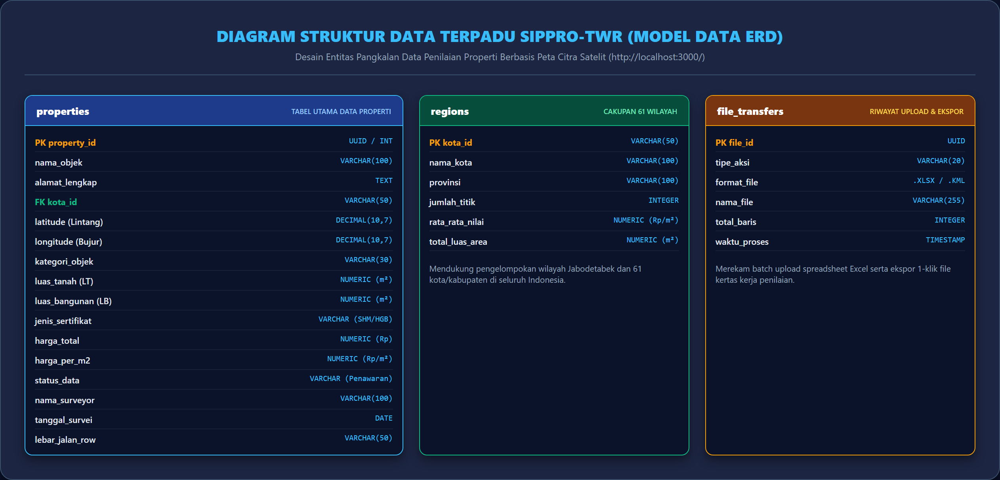 DIAGRAM STRUKTUR DATA TERPADU SIPPRO-TWR (MODEL DATA ERD)
Desain Entitas Pangkalan Data Penilaian Properti Berbasis Peta Citra Satelit (http://localhost:3000/)
properties TABEL UTAMA DATA PROPERTI
PK property_id UUID / INT
nama_objek VARCHAR(100)
alamat_lengkap TEXT
FK kota_id VARCHAR(50)
latitude (Lintang) DECIMAL(10,7)
longitude (Bujur) DECIMAL(10,7)
kategori_objek VARCHAR(30)
luas_tanah (LT) NUMERIC (m²)
luas_bangunan (LB) NUMERIC (m²)
jenis_sertifikat VARCHAR (SHM/HGB)
harga_total NUMERIC (Rp)
harga_per_m2 NUMERIC (Rp/m²)
status_data VARCHAR (Penawaran)
nama_surveyor VARCHAR(100)
tanggal_survei DATE
lebar_jalan_row VARCHAR(50)
regions CAKUPAN 61 WILAYAH
PK kota_id VARCHAR(50)
nama_kota VARCHAR(100)
provinsi VARCHAR(100)
jumlah_titik INTEGER
rata_rata_nilai NUMERIC (Rp/m²)
total_luas_area NUMERIC (m²)
Mendukung pengelompokan wilayah Jabodetabek dan 61
kota/kabupaten di seluruh Indonesia.
file_transfers RIWAYAT UPLOAD & EKSPOR
PK file_id UUID
tipe_aksi VARCHAR(20)
format_file .XLSX / .KML
nama_file VARCHAR(255)
total_baris INTEGER
waktu_proses TIMESTAMP
Merekam batch upload spreadsheet Excel serta ekspor 1-klik file
kertas kerja penilaian.